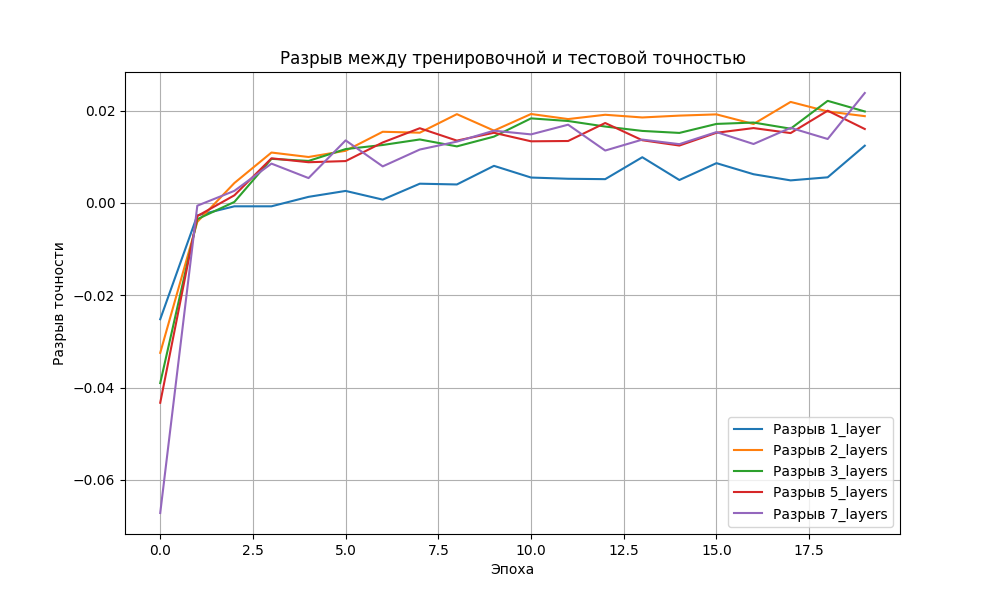 Разрыв между тренировочной и тестовой точностью
Разрыв точности
0.02
0.00
−0.02
−0.04
−0.06
0.0 2.5 5.0 7.5 10.0 12.5 15.0 17.5
Эпоха
Разрыв 1_layer
Разрыв 2_layers
Разрыв 3_layers
Разрыв 5_layers
Разрыв 7_layers